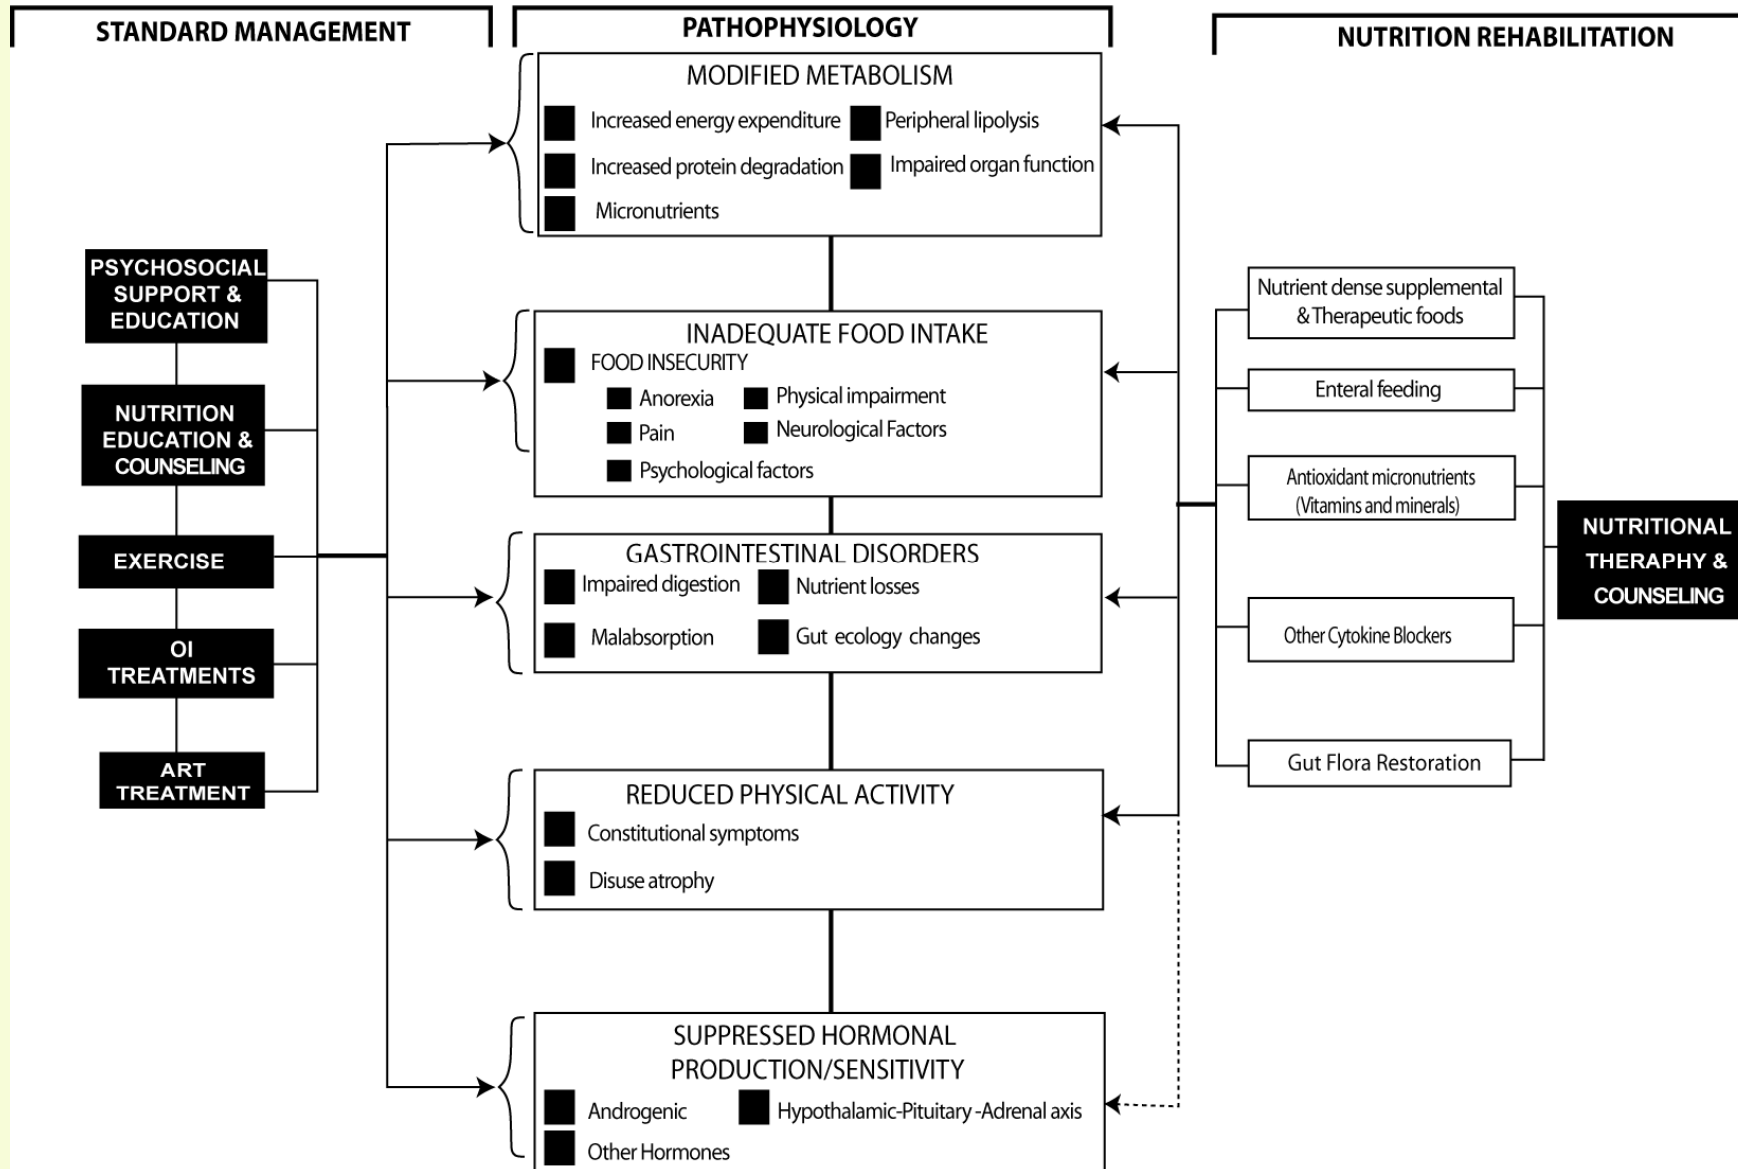 STANDARD MANAGEMENT
PATHOPHYSIOLOGY
NUTRITION REHABILITATION
PSYCHOSOCIAL
SUPPORT &
EDUCATION
NUTRITION
EDUCATION &
COUNSELING
EXERCISE
OI
TREATMENTS
ART
TREATMENT
MODIFIED METABOLISM
Increased energy expenditure
Peripheral lipolysis
Increased protein degradation
Impaired organ function
Micronutrients
INADEQUATE FOOD INTAKE
FOOD INSECURITY
Anorexia
Physical impairment
Pain
Neurological Factors
Psychological factors
GASTROINTESTINAL DISORDERS
Impaired digestion
Nutrient losses
Malabsorption
Gut ecology changes
REDUCED PHYSICAL ACTIVITY
Constitutional symptoms
Disuse atrophy
SUPPRESSED HORMONAL
PRODUCTION/SENSITIVITY
Androgenic
Hypothalamic-Pituitary -Adrenal axis
Other Hormones
Nutrient dense supplemental
& Therapeutic foods
Enteral feeding
Antioxidant micronutrients
(Vitamins and minerals)
Other Cytokine Blockers
Gut Flora Restoration
NUTRITIONAL
THERAPHY &
COUNSELING